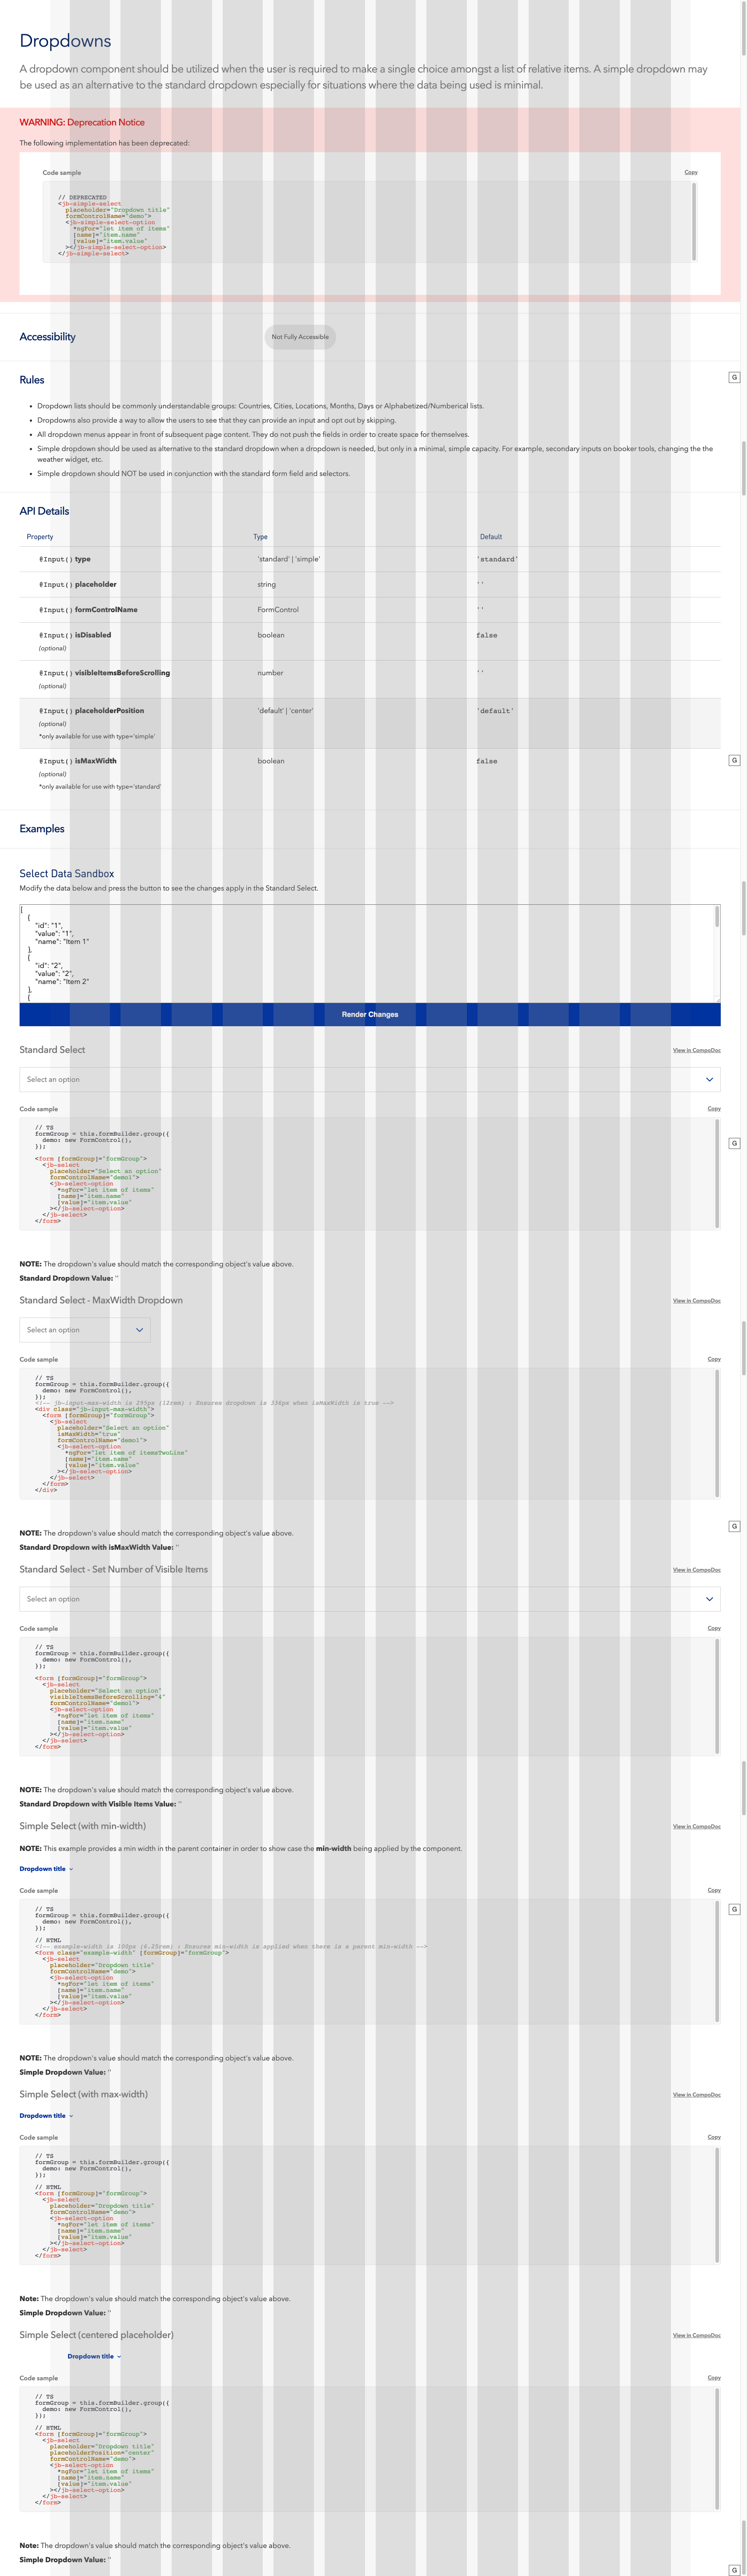 Dropdowns
A dropdown component should be utilized when the user is required to make a single choice amongst a list of relative items. A simple dropdown may
be used as an alternative to the standard dropdown especially for situations where the data being used is minimal.
WARNING: Deprecation Notice
The following implementation has been deprecated:
Code sample
Copy
// DEPRECATED
<jb-simple-select
placeholder="Dropdown title"
formControlName="demo">
<jb-simple-select-option
*ngFor="let item of items"
[name]="item.name"
[value]="item.value"
></jb-simple-select-option>
</jb-simple-select>
Accessibility
Not Fully Accessible
Rules
G
• Dropdown lists should be commonly understandable groups: Countries, Cities, Locations, Months, Days or Alphabetized/Numberical lists.
• Dropdowns also provide a way to allow the users to see that they can provide an input and opt out by skipping.
• All dropdown menus appear in front of subsequent page content. They do not push the fields in order to create space for themselves.
• Simple dropdown should be used as alternative to the standard dropdown when a dropdown is needed, but only in a minimal, simple capacity. For example, secondary inputs on booker tools, changing the the
weather widget, etc.
• Simple dropdown should NOT be used in conjunction with the standard form field and selectors.
API Details
Property Type Default
@Input() type 'standard' | 'simple' 'standard'
@Input() placeholder string ''
@Input() formControlName FormControl ''
@Input() isDisabled boolean false
(optional)
@Input() visibleItemsBeforeScrolling number ''
(optional)
@Input() placeholderPosition 'default' | 'center' 'default'
(optional)
*only available for use with type='simple'
@Input() isMaxWidth boolean false
G
(optional)
*only available for use with type='standard'
Examples
Select Data Sandbox
Modify the data below and press the button to see the changes apply in the Standard Select.
[
{
"id": "1",
"value": "1",
"name": "Item 1"
},
{
"id": "2",
"value": "2",
"name": "Item 2"
},
{
Render Changes
Standard Select
View in CompoDoc
Select an option
Code sample
Copy
// TS
formGroup = this.formBuilder.group({
demo: new FormControl(),
});
G
<form [formGroup]="formGroup">
<jb-select
placeholder="Select an option"
formControlName="demo1">
<jb-select-option
*ngFor="let item of items"
[name]="item.name"
[value]="item.value"
></jb-select-option>
</jb-select>
</form>
NOTE: The dropdown's value should match the corresponding object's value above.
Standard Dropdown Value: ''
Standard Select - MaxWidth Dropdown
View in CompoDoc
Select an option
Code sample
Copy
// TS
formGroup = this.formBuilder.group({
demo: new FormControl(),
});
<!-- jb-input-max-width is 295px (12rem) : Ensures dropdown is 336px when isMaxWidth is true -->
<div class="jb-input-max-width">
<form [formGroup]="formGroup">
<jb-select
placeholder="Select an option"
isMaxWidth="true"
formControlName="demo1">
<jb-select-option
*ngFor="let item of itemsTwoLine"
[name]="item.name"
[value]="item.value"
></jb-select-option>
</jb-select>
</form>
</div>
G
NOTE: The dropdown's value should match the corresponding object's value above.
Standard Dropdown with isMaxWidth Value: ''
Standard Select - Set Number of Visible Items
View in CompoDoc
Select an option
Code sample
Copy
// TS
formGroup = this.formBuilder.group({
demo: new FormControl(),
});
<form [formGroup]="formGroup">
<jb-select
placeholder="Select an option"
visibleItemsBeforeScrolling="4"
formControlName="demo1">
<jb-select-option
*ngFor="let item of items"
[name]="item.name"
[value]="item.value"
></jb-select-option>
</jb-select>
</form>
NOTE: The dropdown's value should match the corresponding object's value above.
Standard Dropdown with Visible Items Value: ''
Simple Select (with min-width)
View in CompoDoc
NOTE: This example provides a min width in the parent container in order to show case the min-width being applied by the component.
Dropdown title
Code sample
Copy
G
// TS
formGroup = this.formBuilder.group({
demo: new FormControl(),
});
// HTML
<!-- example-width is 100px (6.25rem) : Ensures min-width is applied when there is a parent min-width -->
<form class="example-width" [formGroup]="formGroup">
<jb-select
placeholder="Dropdown title"
formControlName="demo">
<jb-select-option
*ngFor="let item of items"
[name]="item.name"
[value]="item.value"
></jb-select-option>
</jb-select>
</form>
NOTE: The dropdown's value should match the corresponding object's value above.
Simple Dropdown Value: ''
Simple Select (with max-width)
View in CompoDoc
Dropdown title
Code sample
Copy
// TS
formGroup = this.formBuilder.group({
demo: new FormControl(),
});
// HTML
<form [formGroup]="formGroup">
<jb-select
placeholder="Dropdown title"
formControlName="demo">
<jb-select-option
*ngFor="let item of items"
[name]="item.name"
[value]="item.value"
></jb-select-option>
</jb-select>
</form>
Note: The dropdown's value should match the corresponding object's value above.
Simple Dropdown Value: ''
Simple Select (centered placeholder)
View in CompoDoc
Dropdown title
Code sample
Copy
// TS
formGroup = this.formBuilder.group({
demo: new FormControl(),
});
// HTML
<form [formGroup]="formGroup">
<jb-select
placeholder="Dropdown title"
placeholderPosition="center"
formControlName="demo">
<jb-select-option
*ngFor="let item of items"
[name]="item.name"
[value]="item.value"
></jb-select-option>
</jb-select>
</form>
Note: The dropdown's value should match the corresponding object's value above.
Simple Dropdown Value: ''
G